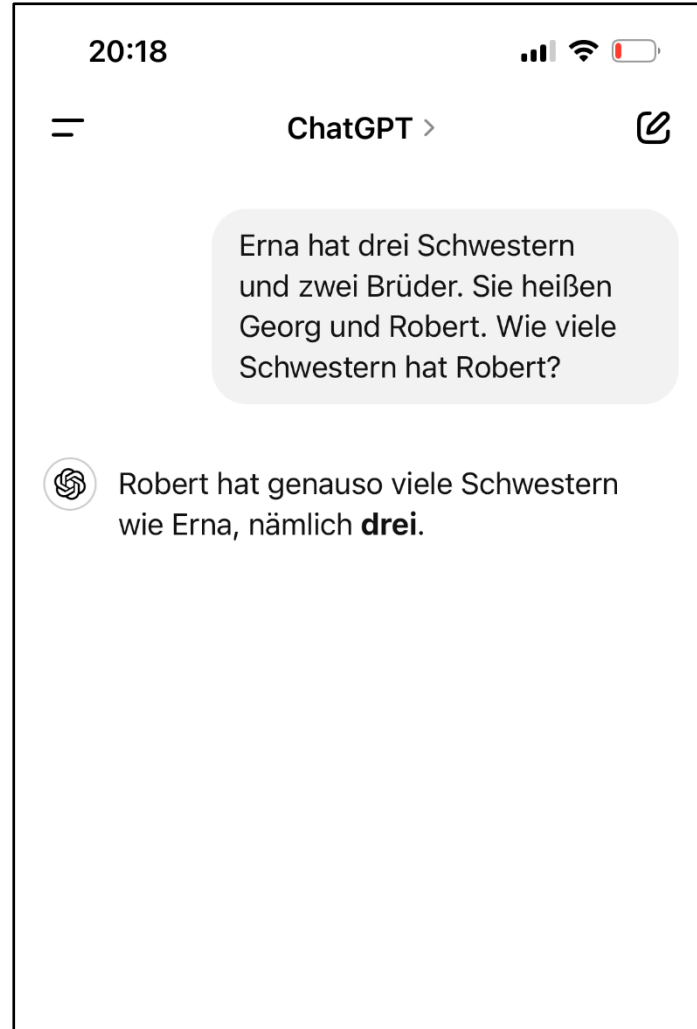 20:18
ChatGPT >
Erna hat drei Schwestern
und zwei Brüder. Sie heißen
Georg und Robert. Wie viele
Schwestern hat Robert?
Robert hat genauso viele Schwestern
wie Erna, nämlich drei.